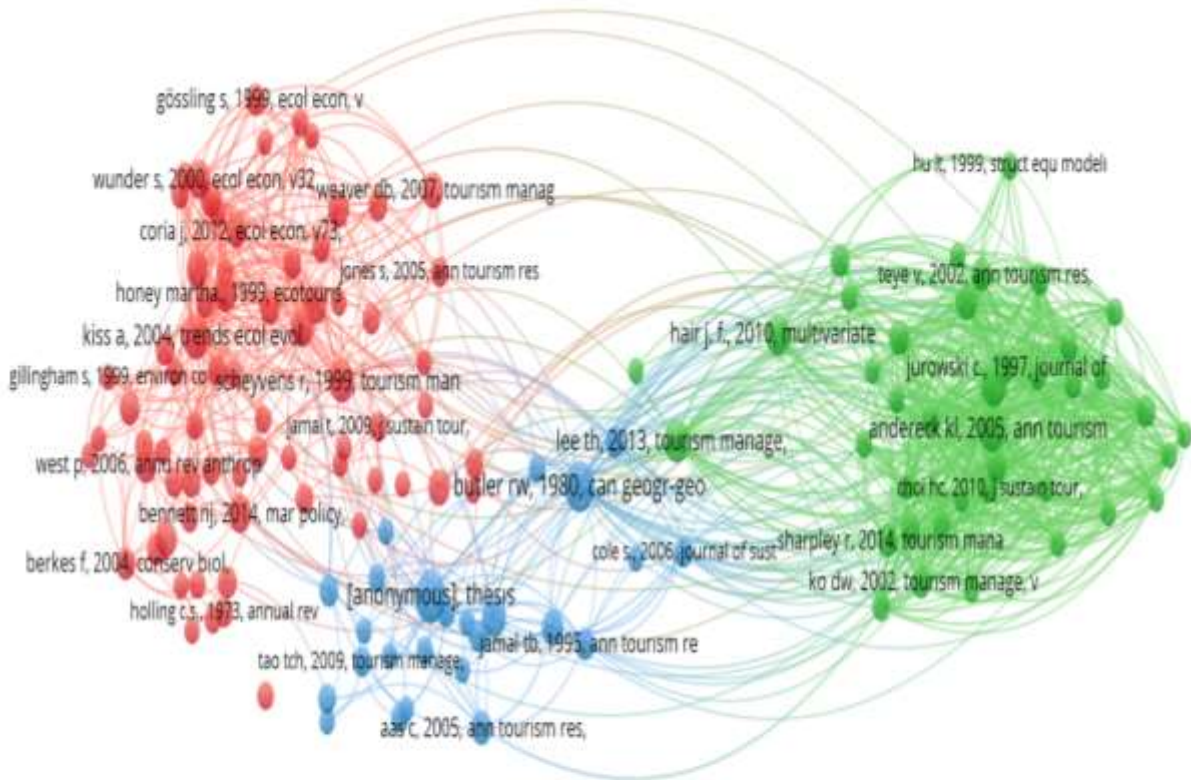 gössling s, 1999, ecol econ, v
hu lt, 1999, struct equ modeli
wunder s, 2000, ecol econ, v32
weaver db, 2007, tourism manag
coria j, 2012, ecol econ, v73,
jones s, 2005, ann tourism res
teye v, 2002, ann tourism res,
honey martha., 1999, ecotouris
kiss a, 2004, trends ecol evol
hair j. f., 2010, multivariate
gillingham s, 1999, environ co
scheyvens r, 1999, tourism man
jurowski c., 1997, journal of
jamal t, 2009, j sustain tour,
lee th, 2013, tourism manage,
andereck kl, 2005, ann tourism
west p, 2006, annu rev anthrop
butler rw, 1980, can geogr-geo
choi hc, 2010, j sustain tour,
bennett nj, 2014, mar policy,
berkes f, 2004, conserv biol,
cole s., 2006, journal of sust
sharpley r, 2014, tourism mana
ko dw, 2002, tourism manage, v
[anonymous], thesis
holling c.s., 1973, annual rev
jamal tb, 1995, ann tourism re
tao tch, 2009, tourism manage,
aas c, 2005, ann tourism res,